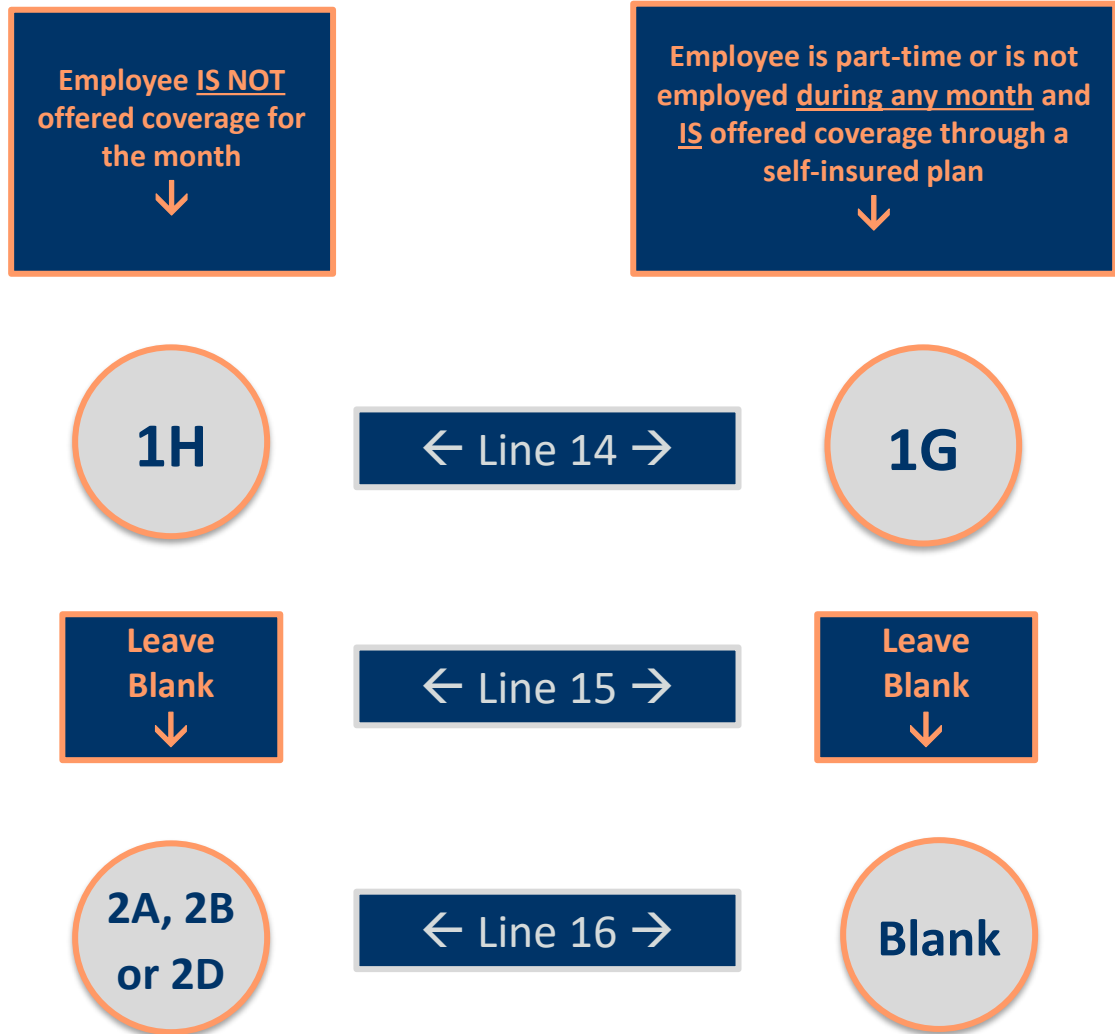 Employee IS NOT
offered coverage for
the month
↓
Employee is part-time or is not
employed during any month and
IS offered coverage through a
self-insured plan
↓
1H
← Line 14 →
1G
Leave
Blank
↓
← Line 15 →
Leave
Blank
↓
2A, 2B
or 2D
← Line 16 →
Blank